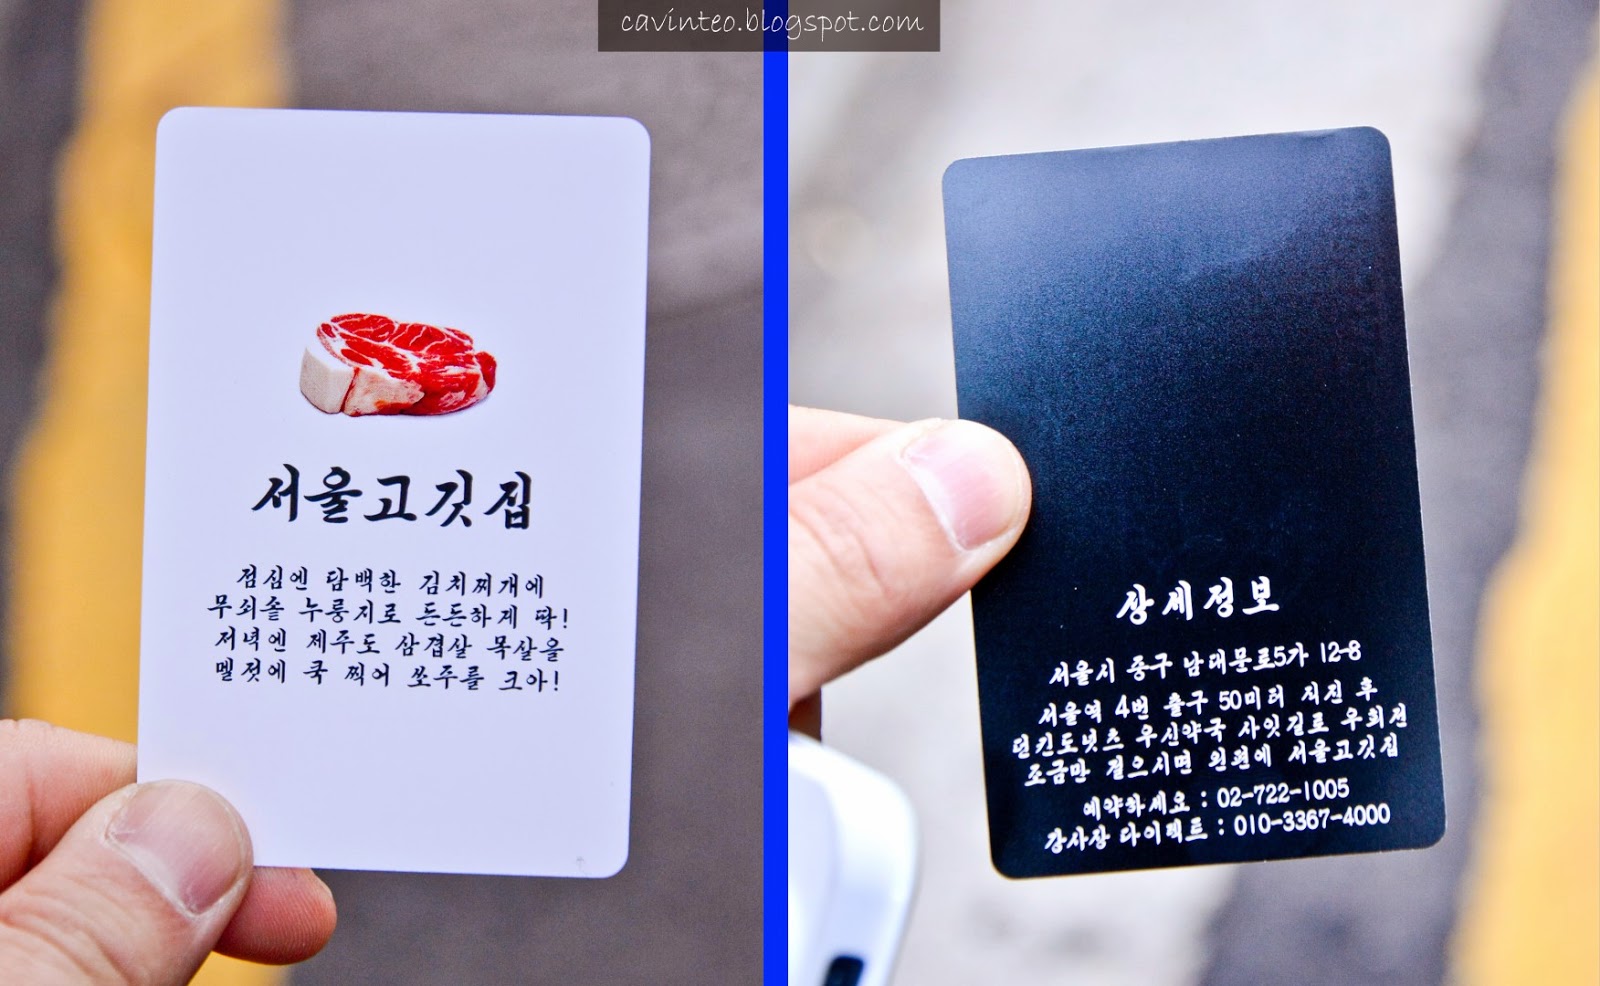 cavinteo.blogspot.com
서울고깃집
점심엔 담백한 김치찌개에
무쇠솥 누룽지로 든든하게 딱!
저녁엔 제주도 삼겹살 목살을
멜젓에 쿡 찍어 쏘주를 크아!
상세정보
서울시 중구 남대문로5가 12-8
서울역 4번 출구 50미터 직진 후
던킨도넛츠 우신약국 사잇길로 우회전
조금만 걸으시면 왼편에 서울고깃집
예약하세요 : 02-722-1005
강사장 다이렉트 : 010-3367-4000